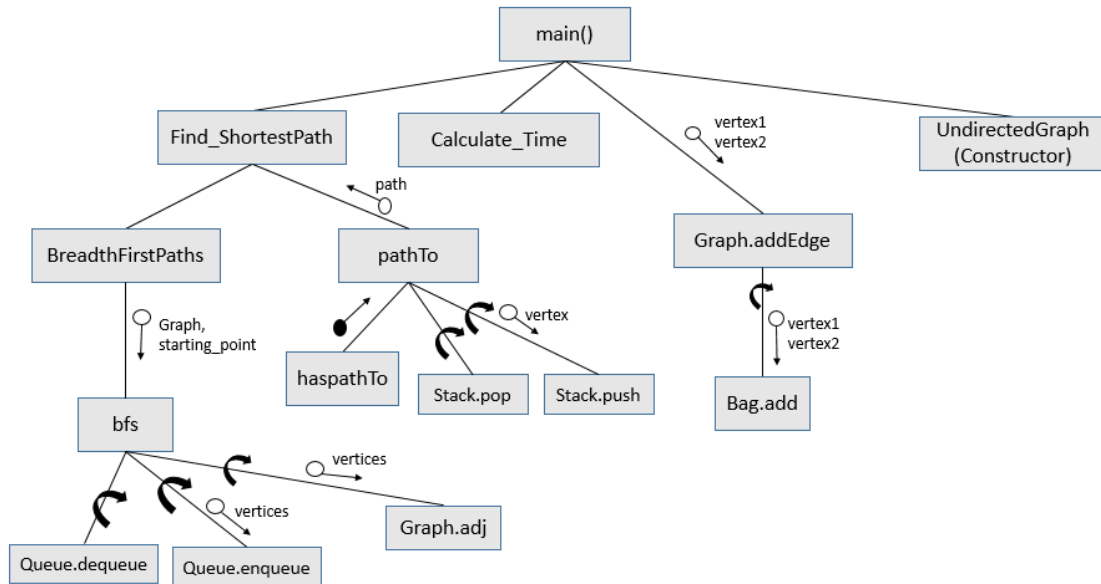 main()
Find_ShortestPath
Calculate_Time
vertex1
vertex2
UndirectedGraph
(Constructor)
path
BreadthFirstPaths
pathTo
Graph.addEdge
Graph,
starting_point
vertex
vertex1
vertex2
haspathTo
Stack.pop
Stack.push
Bag.add
bfs
vertices
vertices
Graph.adj
Queue.dequeue
Queue.enqueue